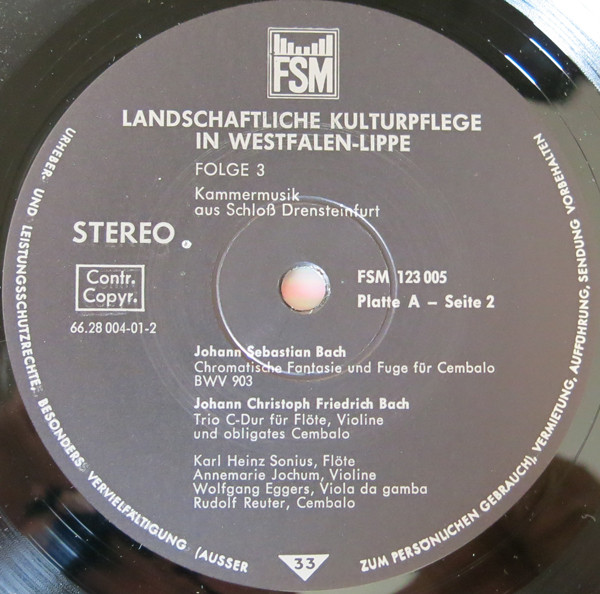 FSM
LANDSCHAFTLICHE KULTURPFLEGE
IN WESTFALEN-LIPPE
FOLGE 3
Kammermusik
aus Schloß Drensteinfurt
STEREO
Contr.
Copyr.
66.28 004-01-2
FSM 123 005
Platte A – Seite 2
Johann Sebastian Bach
Chromatische Fantasie und Fuge für Cembalo
BWV 903
Johann Christoph Friedrich Bach
Trio C-Dur für Flöte, Violine
und obligates Cembalo
Karl Heinz Sonius, Flöte
Annemarie Jochum, Violine
Wolfgang Eggers, Viola da gamba
Rudolf Reuter, Cembalo
33
URHEBER- UND LEISTUNGSSCHUTZRECHTE, BESONDERS VERVIELFÄLTIGUNG (AUSSER ZUM PERSÖNLICHEN GEBRAUCH), VERMIETUNG, AUFFÜHRUNG, SENDUNG VORBEHALTEN